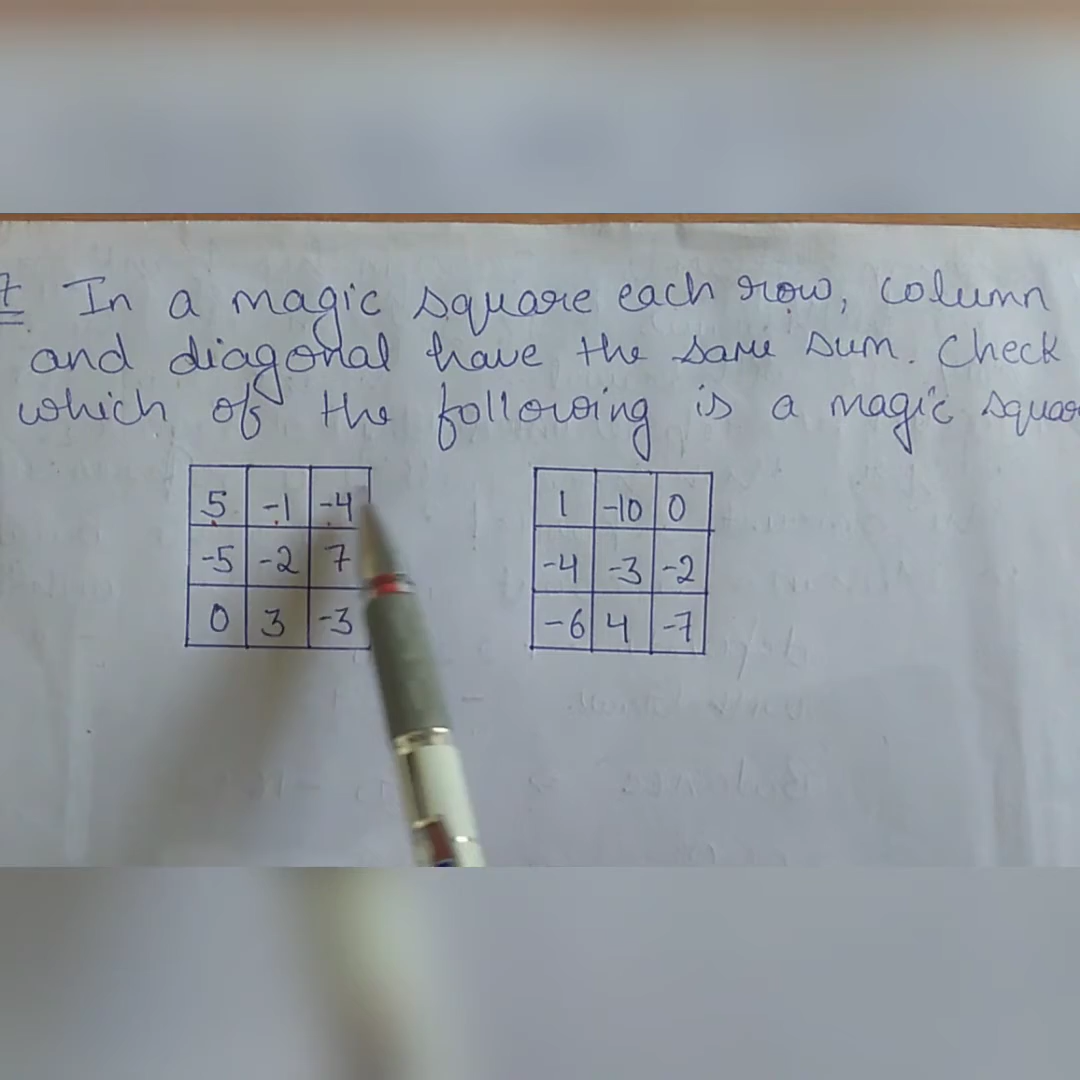 7 In a magic square each row, column
and diagonal have the same sum. Check
which of the following is a magic squar
5 -1 -4
-5 -2 7
0 3 -3
1 -10 0
-4 -3 -2
-6 4 -7